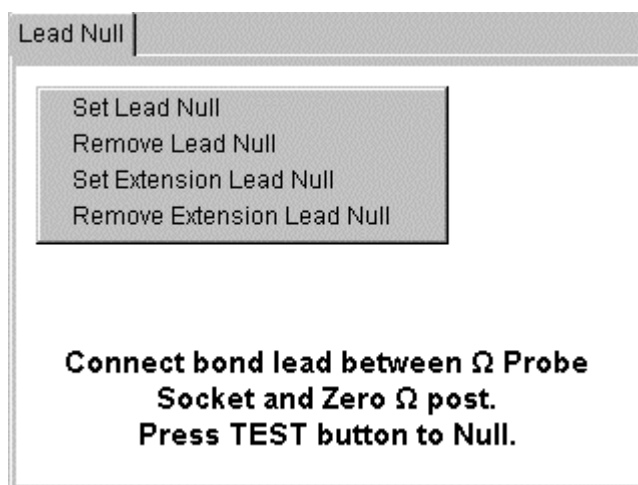 Lead Null
Set Lead Null
Remove Lead Null
Set Extension Lead Null
Remove Extension Lead Null
Connect bond lead between Ω Probe
Socket and Zero Ω post.
Press TEST button to Null.